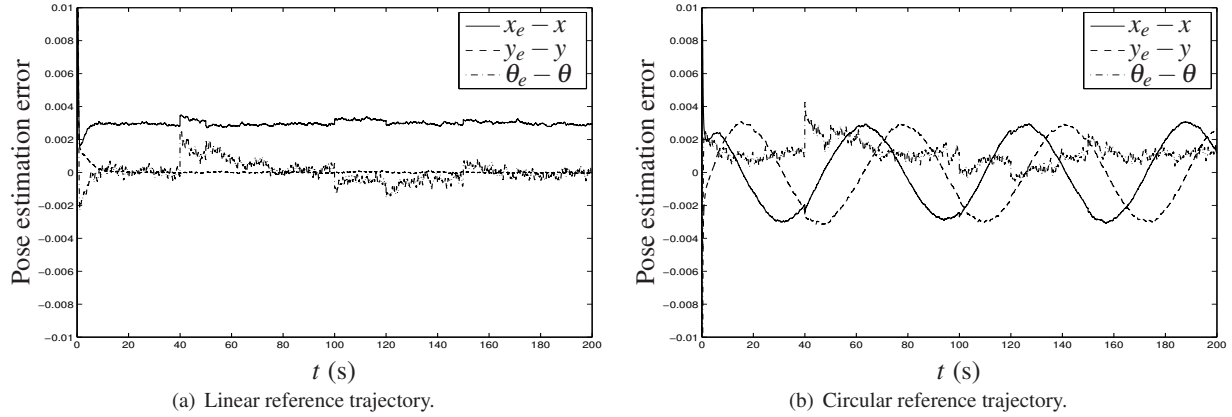 0.01
0.008
0.006
0.004
0.002
0
−0.002
−0.004
−0.006
−0.008
−0.01
Pose estimation error
x_e − x
y_e − y
θ_e − θ
0 20 40 60 80 100 120 140 160 180 200
t (s)
(a) Linear reference trajectory.
0.01
0.008
0.006
0.004
0.002
0
−0.002
−0.004
−0.006
−0.008
−0.01
Pose estimation error
x_e − x
y_e − y
θ_e − θ
0 20 40 60 80 100 120 140 160 180 200
t (s)
(b) Circular reference trajectory.